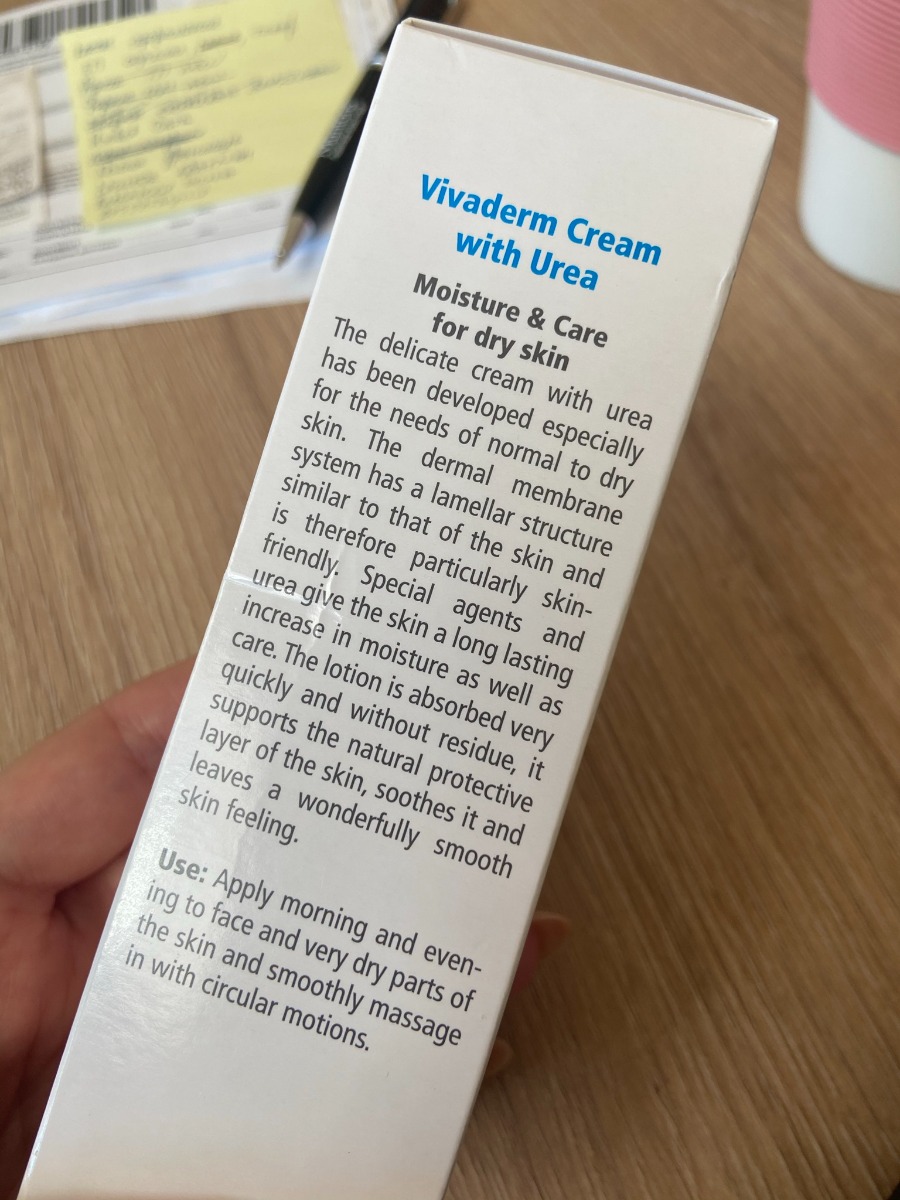 Vivaderm Cream
with Urea
Moisture & Care
for dry skin
The delicate cream with urea
has been developed especially
for the needs of normal to dry
skin. The dermal membrane
system has a lamellar structure
similar to that of the skin and
is therefore particularly skin-
friendly. Special agents and
urea give the skin a long lasting
increase in moisture as well as
care. The lotion is absorbed very
quickly and without residue, it
supports the natural protective
layer of the skin, soothes it and
leaves a wonderfully smooth
skin feeling.
Use: Apply morning and even-
ing to face and very dry parts of
the skin and smoothly massage
in with circular motions.